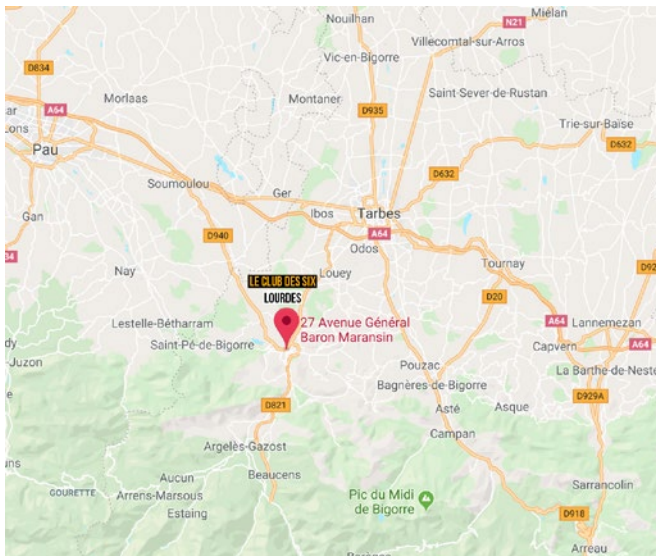 Nouilhan
Miélan
N21
Villecomtal-sur-Arros
Vic-en-Bigorre
D834
Morlaas
Montaner
Saint-Sever-de-Rustan
A64
D935
Trie-sur-Baïse
Lons
D632
Pau
Soumoulou
Ger
D632
Ibos
Tarbes
Gan
D940
A64
Odos
Nay
Louey
Tournay
LE CLUB DES SIX
LOURDES
D20
Lestelle-Bétharram
27 Avenue Général
Baron Maransin
A64
Lannemezan
Saint-Pé-de-Bigorre
Capvern
A64
-Juzon
Pouzac
La Barthe-de-Neste
Bagnères-de-Bigorre
D929A
D821
Asté
Asque
Campan
Argelès-Gazost
Aucun
Beaucens
GOURETTE
Arrens-Marsous
Pic du Midi
de Bigorre
Sarrancolin
Estaing
D918
Arreau